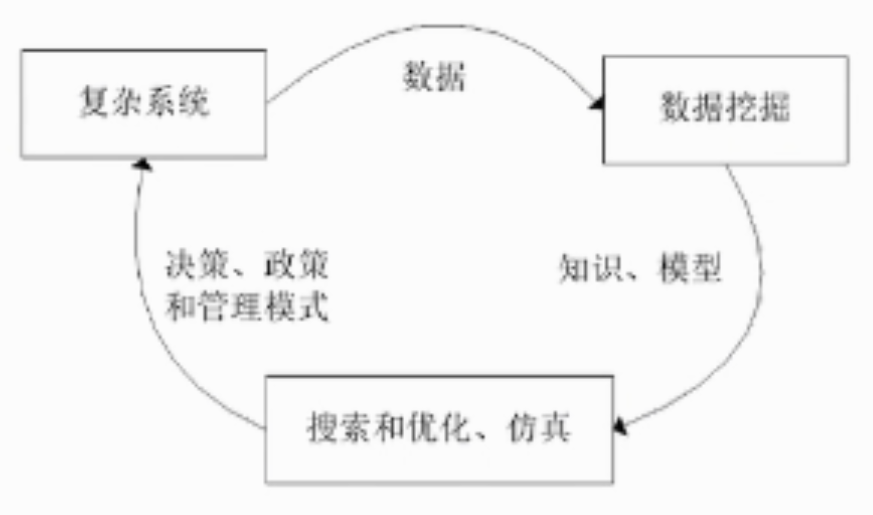 数据
复杂系统
数据挖掘
决策、政策
和管理模式
知识、模型
搜索和优化、仿真